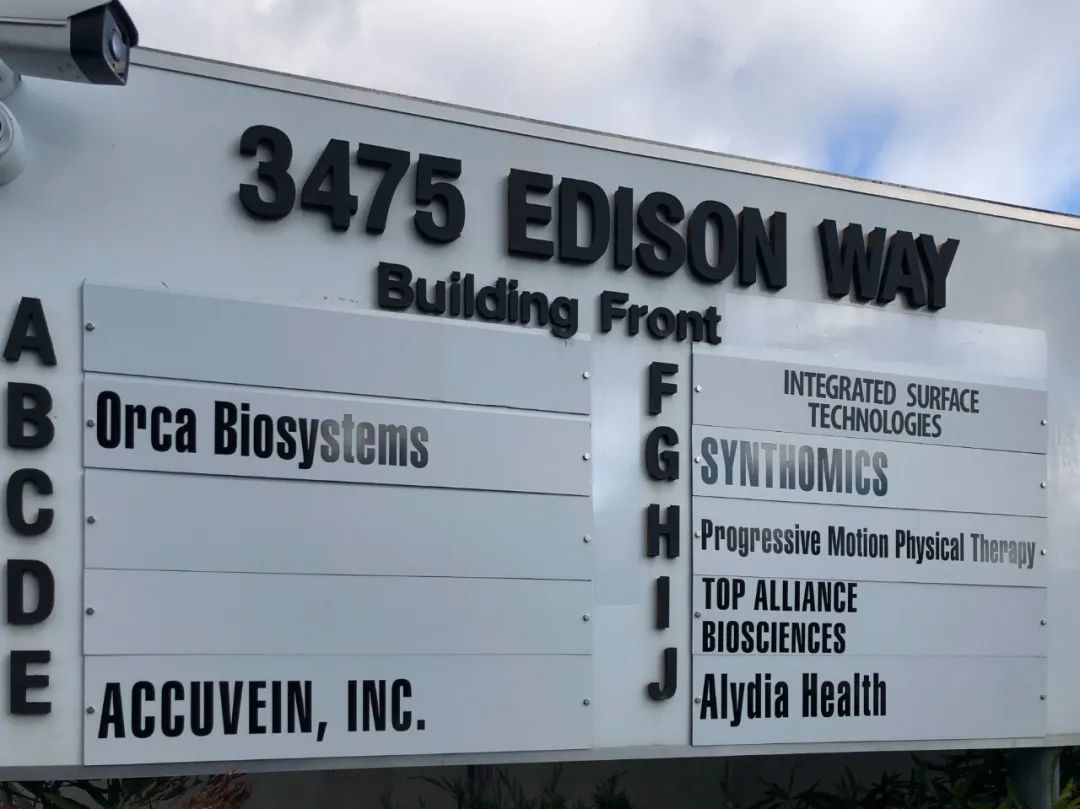 3475 EDISON WAY
Building Front
A
B Orca Biosystems
C
D
E ACCUVEIN, INC.
F INTEGRATED SURFACE
TECHNOLOGIES
G SYNTHOMICS
H Progressive Motion Physical Therapy
I TOP ALLIANCE
BIOSCIENCES
J Alydia Health